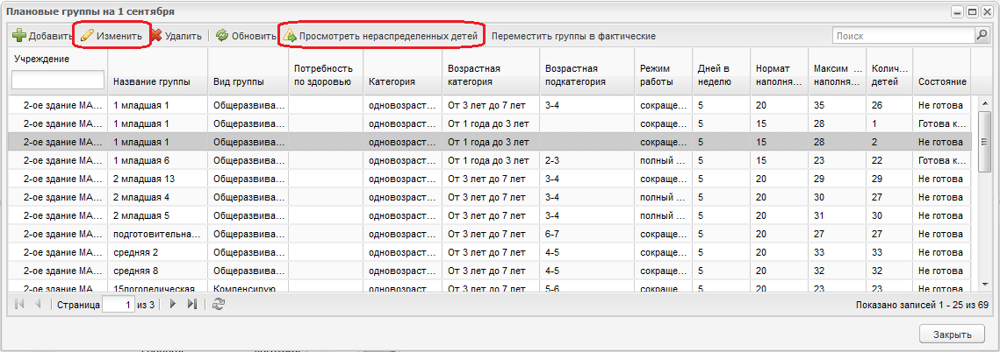 Плановые группы на 1 сентября
Добавить Изменить Удалить Обновить Просмотреть нераспределенных детей Переместить группы в фактические Поиск
Учреждение Название группы Вид группы Потребность по здоровью Категория Возрастная категория Возрастная подкатегория Режим работы Дней в неделю Норматив наполня... Максим ... наполня... Колич... детей Состояние
2-ое здание МА... 1 младшая 1 Общеразвива... одновозраст... От 3 лет до 7 лет 3-4 сокраще... 5 20 35 26 Не готова
2-ое здание МА... 1 младшая 1 Общеразвива... одновозраст... От 1 года до 3 лет сокраще... 5 15 28 1 Готова к...
2-ое здание МА... 1 младшая 1 Общеразвива... одновозраст... От 1 года до 3 лет сокраще... 5 15 28 2 Не готова
2-ое здание МА... 1 младшая 6 Общеразвива... одновозраст... От 1 года до 3 лет 2-3 полный ... 5 15 23 22 Готова к...
2-ое здание МА... 2 младшая 13 Общеразвива... одновозраст... От 3 лет до 7 лет 3-4 сокраще... 5 20 29 29 Не готова
2-ое здание МА... 2 младшая 4 Общеразвива... одновозраст... От 3 лет до 7 лет 3-4 полный ... 5 20 30 27 Не готова
2-ое здание МА... 2 младшая 5 Общеразвива... одновозраст... От 3 лет до 7 лет 3-4 полный ... 5 20 31 30 Не готова
2-ое здание МА... подготовительна... Общеразвива... одновозраст... От 3 лет до 7 лет 6-7 сокраще... 5 20 27 27 Не готова
2-ое здание МА... средняя 2 Общеразвива... одновозраст... От 3 лет до 7 лет 4-5 сокраще... 5 20 33 33 Не готова
2-ое здание МА... средняя 8 Общеразвива... одновозраст... От 3 лет до 7 лет 4-5 сокраще... 5 20 32 32 Не готова
2-ое здание МА... 15логопедическая Компенсирую одновозраст... От 3 лет до 7 лет 5-6 сокраще 5 20 23 23 Не готова
Страница 1 из 3 Показано записей 1 - 25 из 69
Закрыть